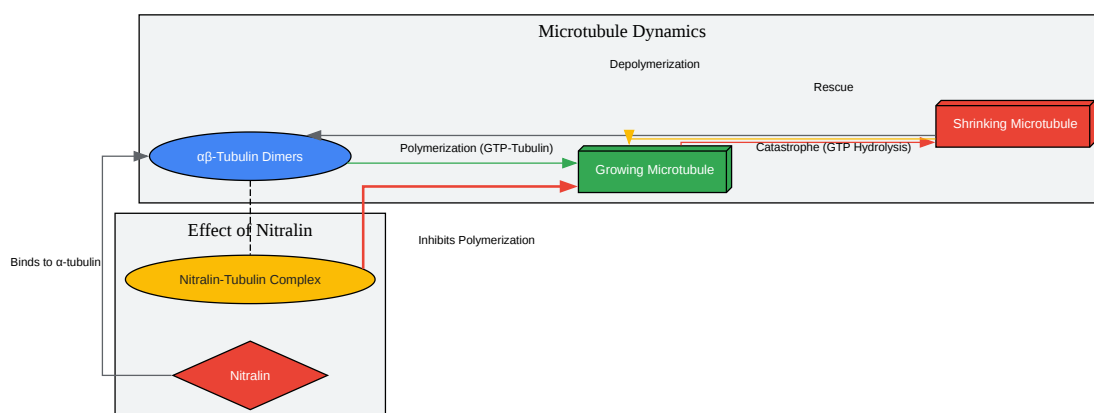 Microtubule Dynamics
Depolymerization
Rescue
Shrinking Microtubule
αβ-Tubulin Dimers
Polymerization (GTP-Tubulin)
Catastrophe (GTP Hydrolysis)
Growing Microtubule
Effect of Nitralin
Inhibits Polymerization
Binds to α-tubulin
Nitralin-Tubulin Complex
Nitralin